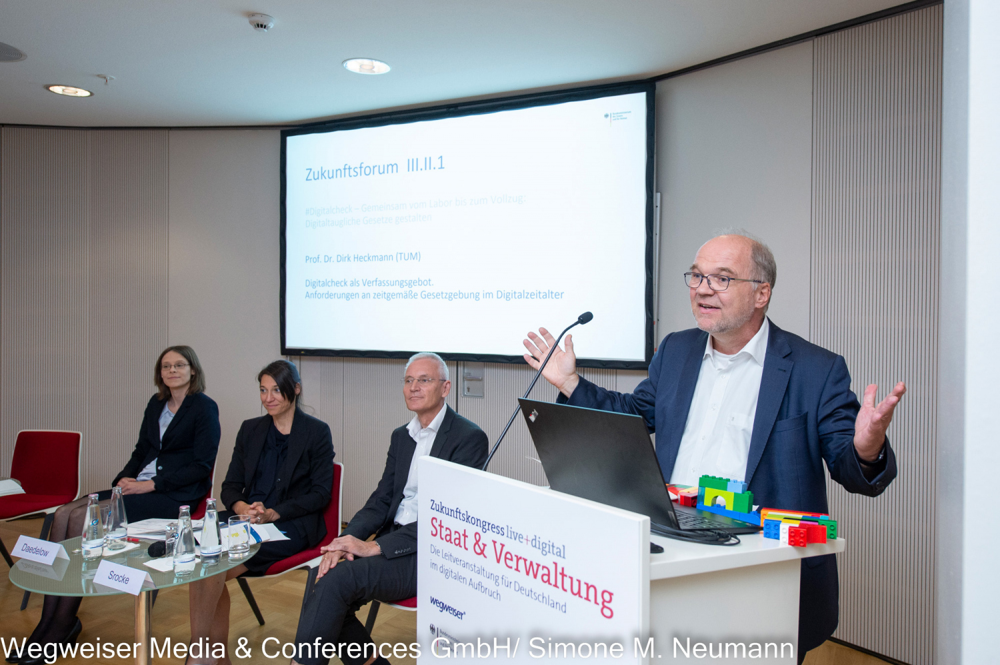 Zukunftsforum III.II.1
#Digitalcheck – Gemeinsam vom Labor bis zum Vollzug:
Digitaltaugliche Gesetze gestalten
Prof. Dr. Dirk Heckmann (TUM)
Digitalcheck als Verfassungsgebot.
Anforderungen an zeitgemäße Gesetzgebung im Digitalzeitalter
Daedelow
Srocke
Zukunftskongress live+digital
Staat & Verwaltung
Die Leitveranstaltung für Deutschland
im digitalen Aufbruch
wegweiser
Wegweiser Media & Conferences GmbH/ Simone M. Neumann